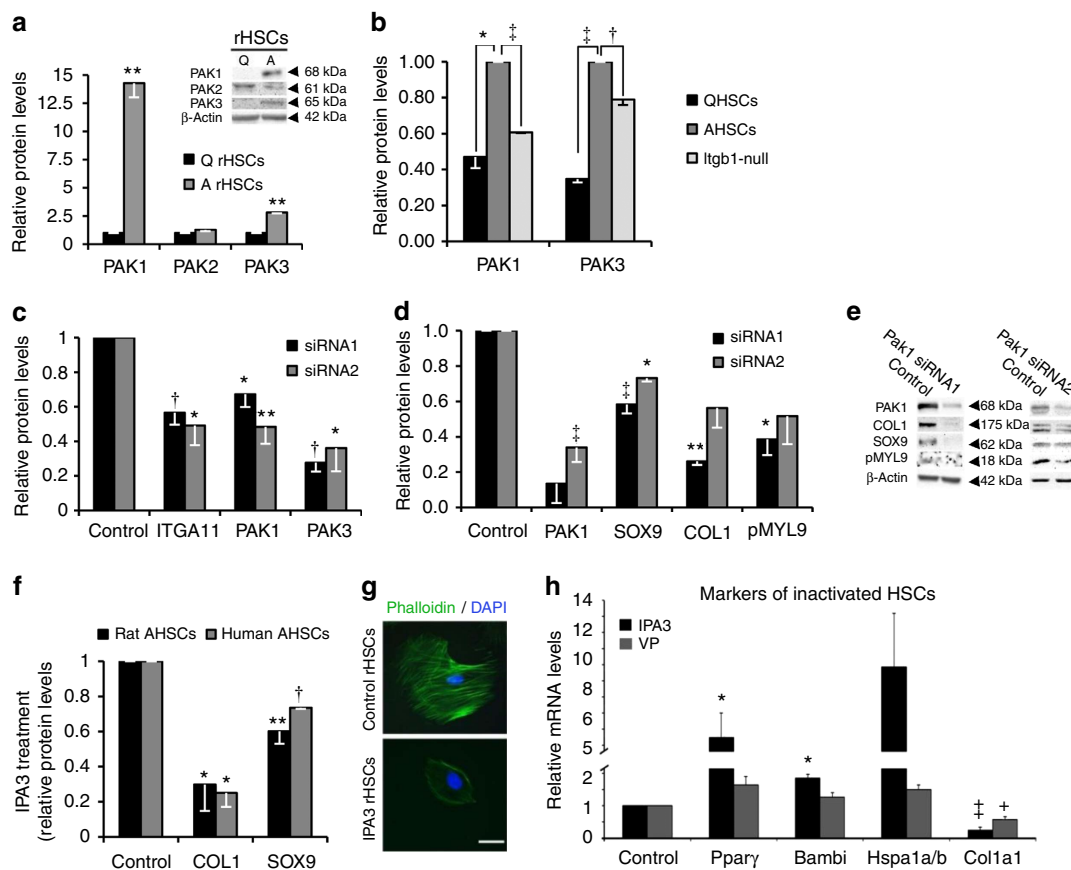 a
rHSCs
Q A
PAK1 68 kDa
PAK2 61 kDa
PAK3 65 kDa
β-Actin 42 kDa
Relative protein levels
15
12.5
10
7.5
5
2.5
0
**
**
Q rHSCs
A rHSCs
PAK1 PAK2 PAK3
b
Relative protein levels
1.00
0.80
0.60
0.40
0.20
0.00
* ‡ ‡ †
QHSCs
AHSCs
Itgb1-null
PAK1 PAK3
c
Relative protein levels
1
0.8
0.6
0.4
0.2
0
siRNA1
siRNA2
† * * ** † *
Control ITGA11 PAK1 PAK3
d
Relative protein levels
1.0
0.8
0.6
0.4
0.2
0.0
siRNA1
siRNA2
‡ ‡ * ** *
Control PAK1 SOX9 COL1 pMYL9
e
Control Pak1 siRNA1 Control Pak1 siRNA2
PAK1 68 kDa
COL1 175 kDa
SOX9 62 kDa
pMYL9 18 kDa
β-Actin 42 kDa
f
Rat AHSCs Human AHSCs
IPA3 treatment
(relative protein levels)
1
0.8
0.6
0.4
0.2
0
* * ** †
Control COL1 SOX9
g
Phalloidin / DAPI
Control rHSCs
IPA3 rHSCs
h
Markers of inactivated HSCs
Relative mRNA levels
14
12
10
8
6
5
2
1
0
IPA3
VP
* * ‡ +
Control Pparγ Bambi Hspa1a/b Col1a1